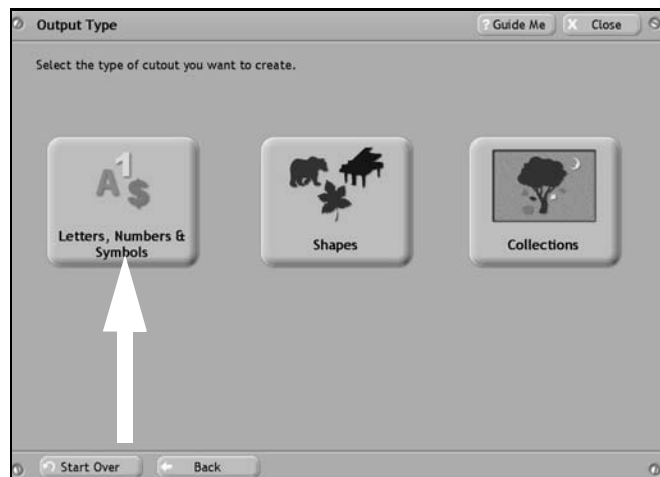 Output Type
? Guide Me
X Close
Select the type of cutout you want to create.
A 1 $
Letters, Numbers &
Symbols
Shapes
Collections
Start Over
Back